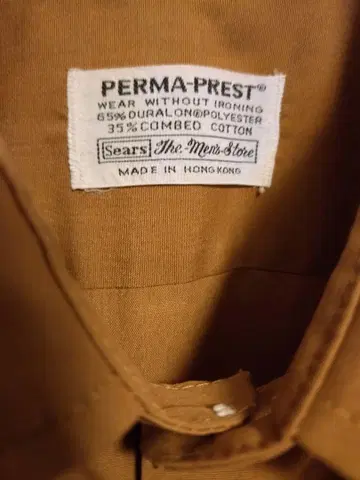 PERMA-PREST®
WEAR WITHOUT IRONING
65% DURALON® POLYESTER
35% COMBED COTTON
Sears The Men's Store
MADE IN HONG KONG